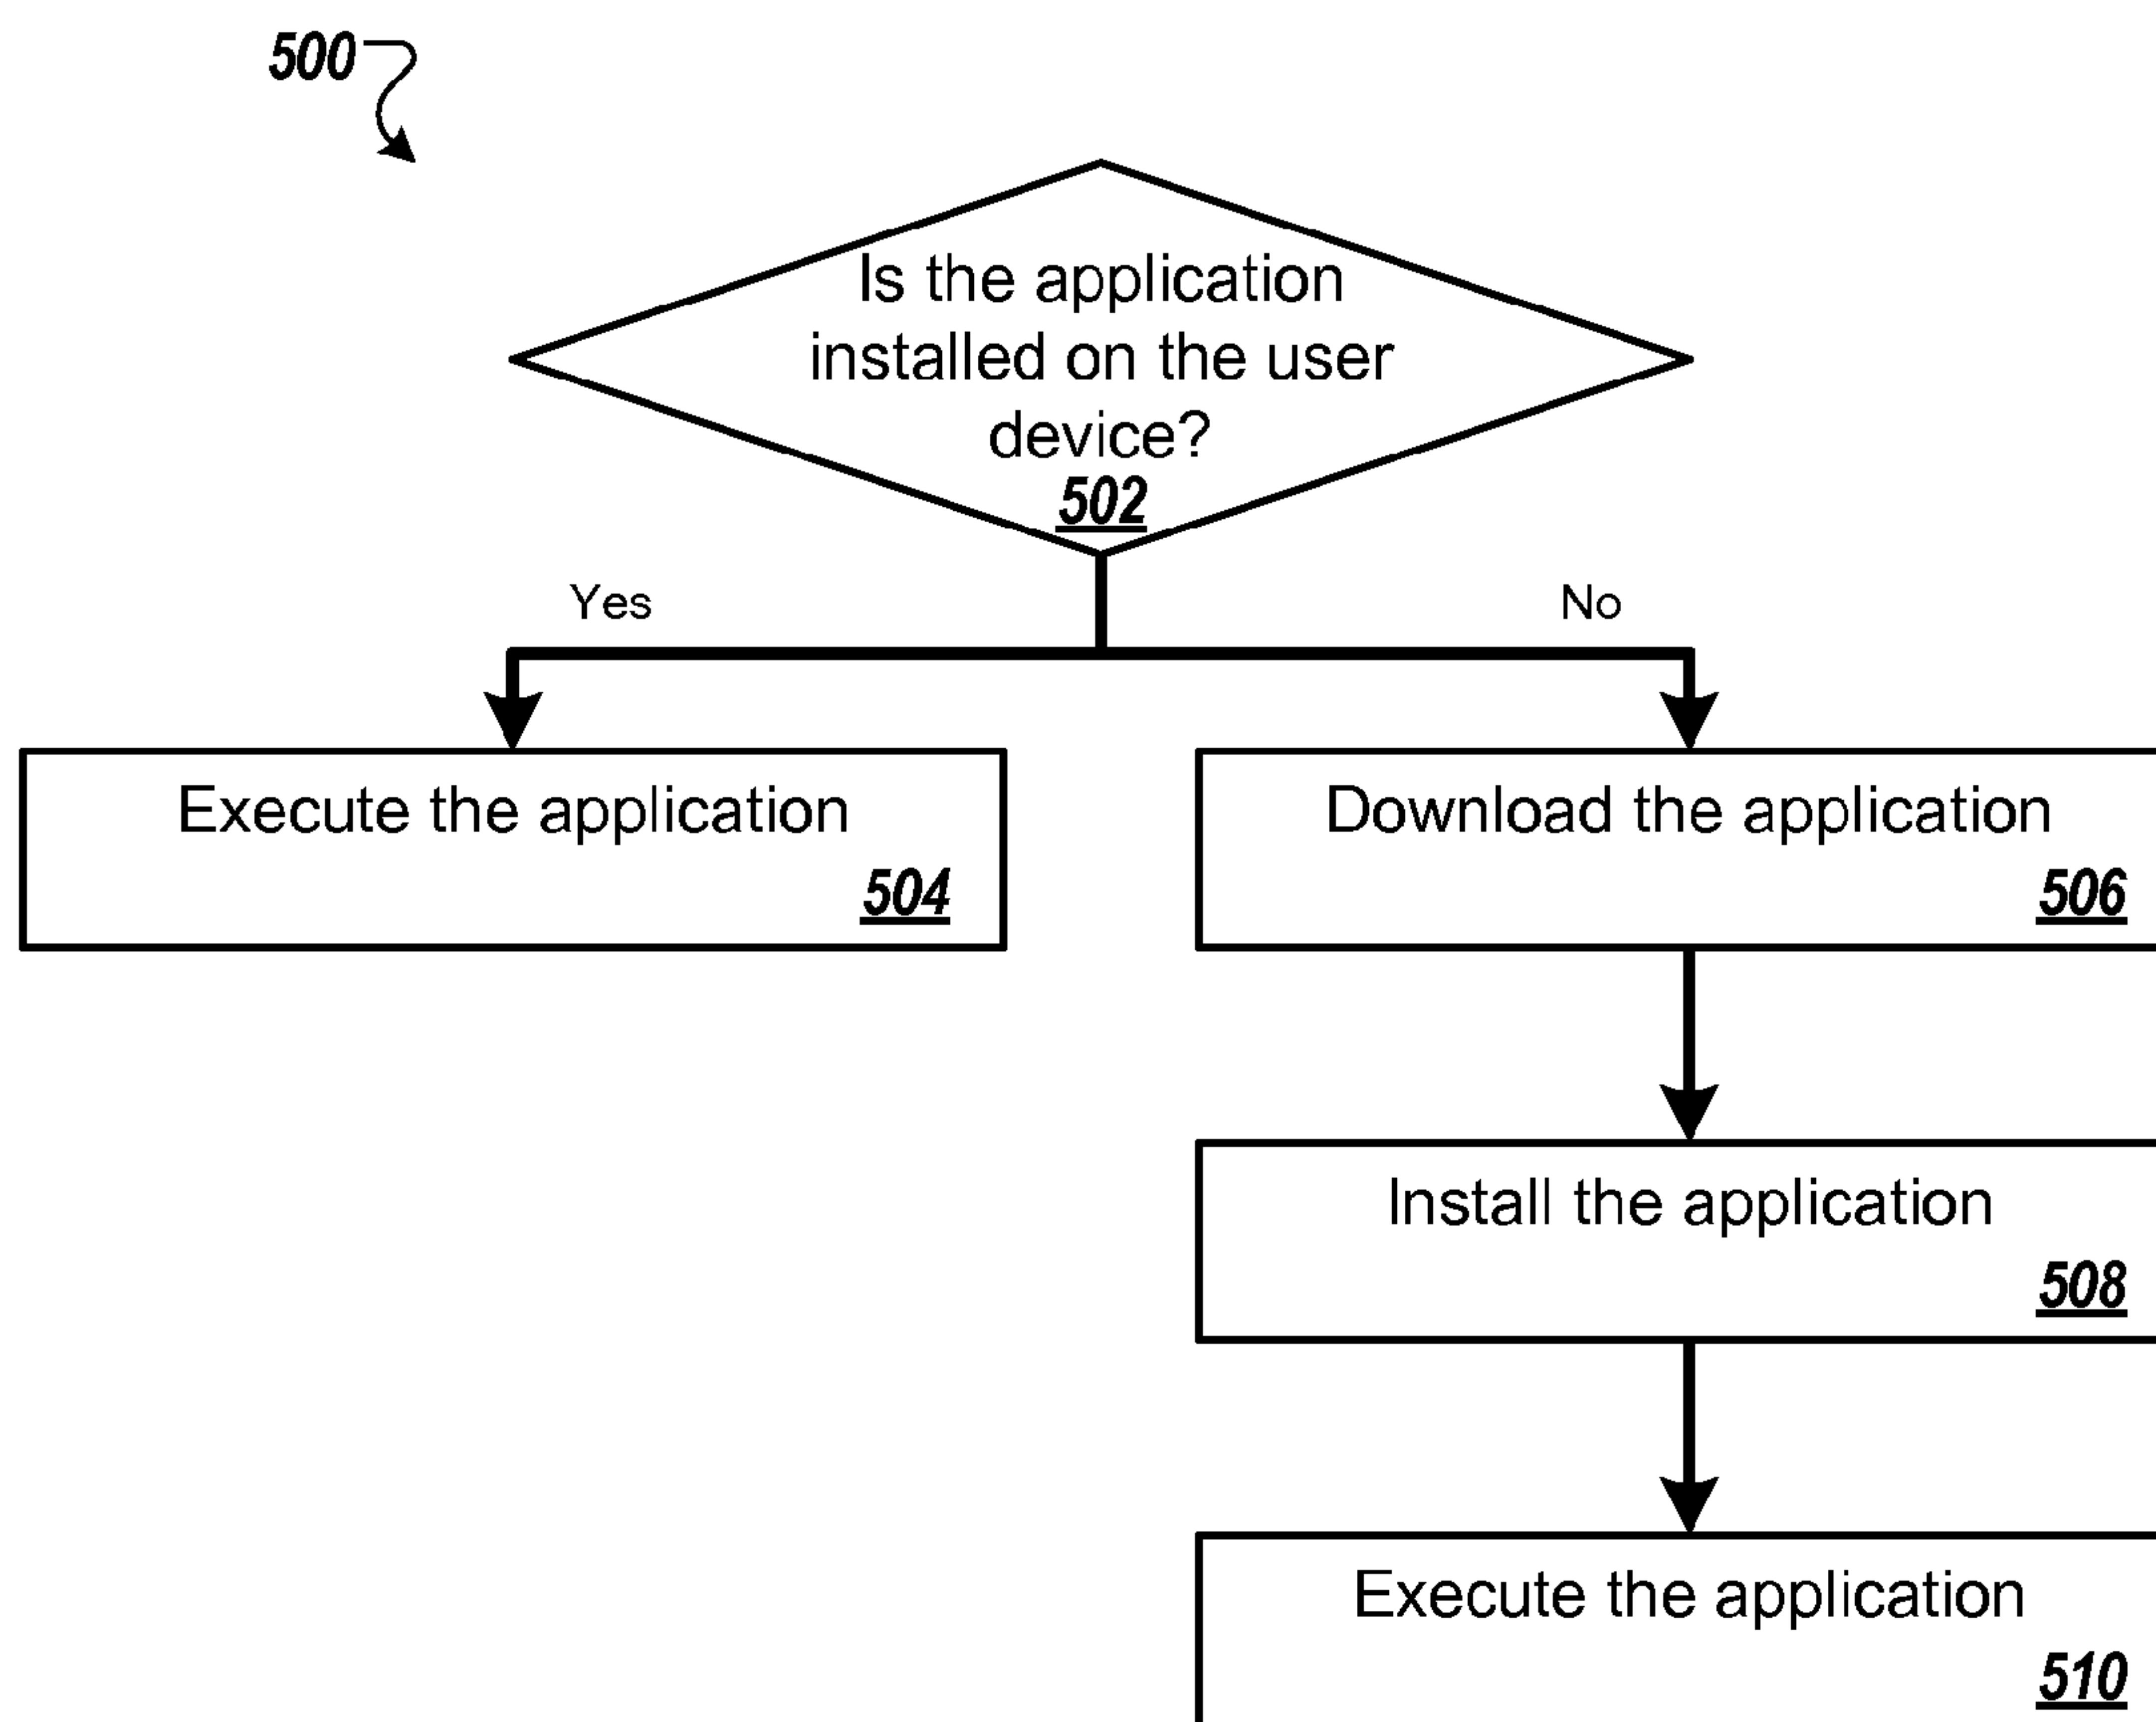 500
Is the application
installed on the user
device?
502
Yes
No
Execute the application
504
Download the application
506
Install the application
508
Execute the application
510